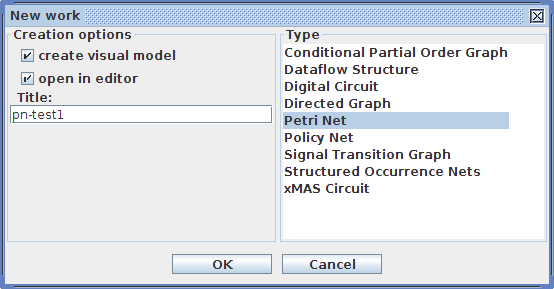 New work
Creation options
create visual model
open in editor
Title:
pn-test1
Type
Conditional Partial Order Graph
Dataflow Structure
Digital Circuit
Directed Graph
Petri Net
Policy Net
Signal Transition Graph
Structured Occurrence Nets
xMAS Circuit
OK
Cancel